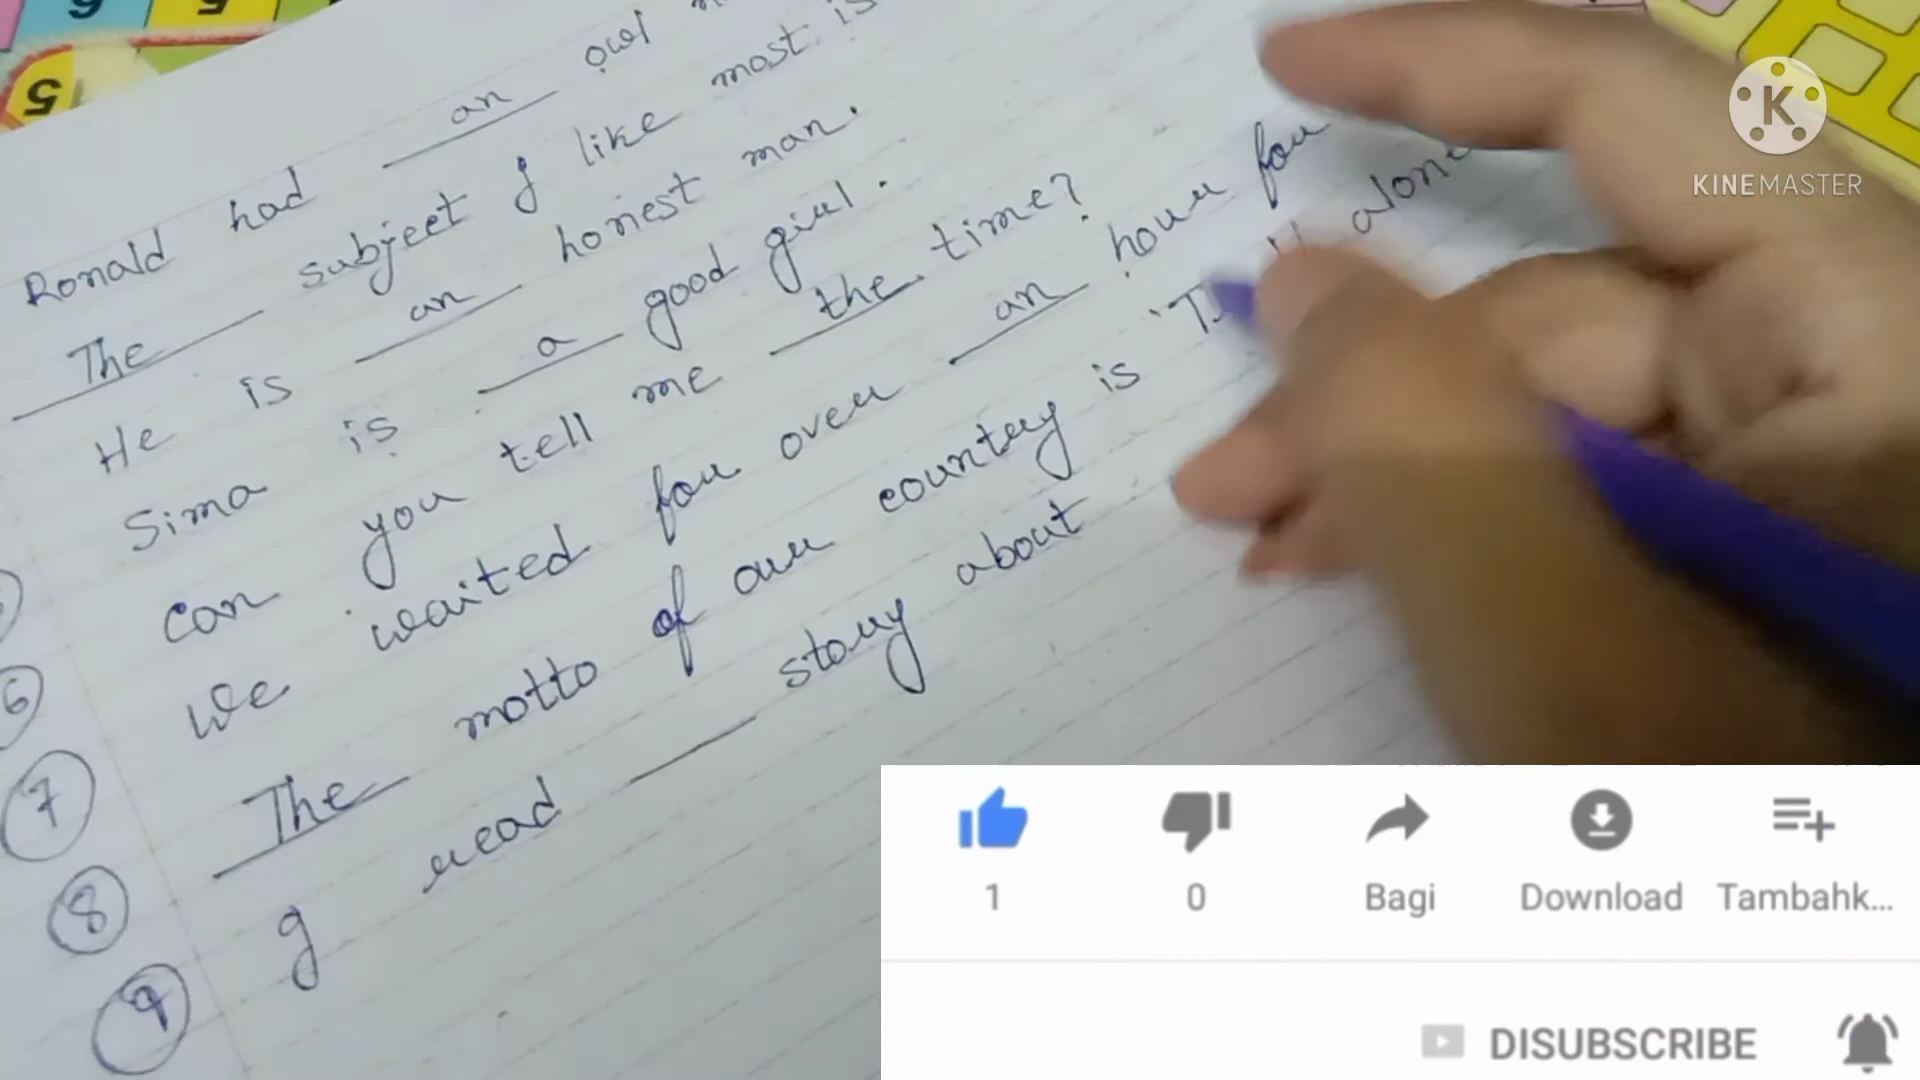 5
Ronald had an owl
The subject I like most is
He is an honest man.
Sima is a good girl.
Can you tell me the time?
6 We waited for over an hour for
7 The motto of our country is
8 I read ___ story about
9
KINEMASTER
1 0 Bagi Download Tambahk...
DISUBSCRIBE